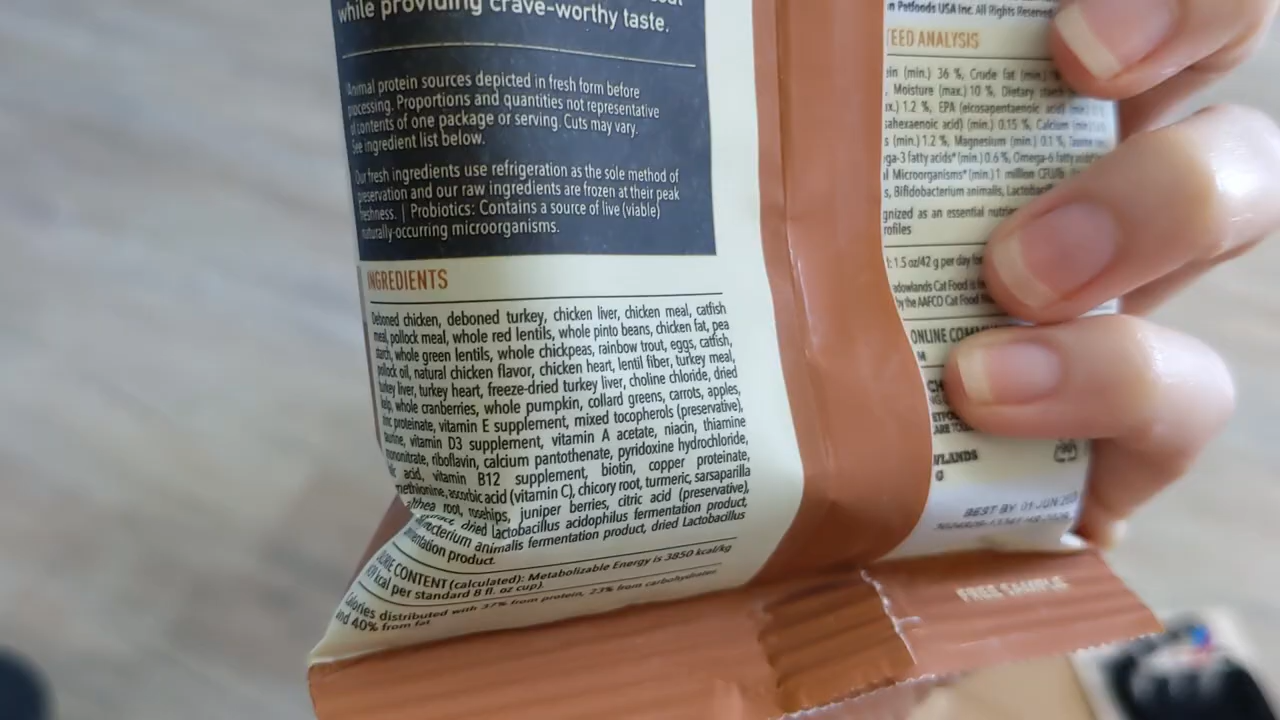 while providing crave-worthy taste.
Animal protein sources depicted in fresh form before
processing. Proportions and quantities not representative
of contents of one package or serving. Cuts may vary.
See ingredient list below.
Our fresh ingredients use refrigeration as the sole method of
preservation and our raw ingredients are frozen at their peak
freshness. | Probiotics: Contains a source of live (viable)
naturally-occurring microorganisms.
INGREDIENTS
Deboned chicken, deboned turkey, chicken liver, chicken meal, catfish
meal, pollock meal, whole red lentils, whole pinto beans, chicken fat, pea
starch, whole green lentils, whole chickpeas, rainbow trout, eggs, catfish,
pollock oil, natural chicken flavor, chicken heart, lentil fiber, turkey meal,
turkey liver, turkey heart, freeze-dried turkey liver, choline chloride, dried
kelp, whole cranberries, whole pumpkin, collard greens, carrots, apples,
zinc proteinate, vitamin E supplement, mixed tocopherols (preservative),
taurine, vitamin D3 supplement, vitamin A acetate, niacin, thiamine
mononitrate, riboflavin, calcium pantothenate, pyridoxine hydrochloride,
acid, vitamin B12 supplement, biotin, copper proteinate,
methionine, ascorbic acid (vitamin C), chicory root, turmeric, sarsaparilla
althea root, rosehips, juniper berries, citric acid (preservative),
extract, dried Lactobacillus acidophilus fermentation product,
animalis fermentation product, dried Lactobacillus
product.
CONTENT (calculated): Metabolizable Energy is 3850 kcal/kg
kcal per standard 8 fl. oz cup).
Calories distributed with 37% from protein, 23% from carbohydrates
and 40% from fat
Petfoods USA Inc. All Rights Reserved
ANALYSIS
(min.) 36 %, Crude fat (min.)
Moisture (max.) 10 %, Dietary
1.2 %, EPA (eicosapentaenoic acid)
acid) (min.) 0.15 %, Calcium
(min.) 1.2 %, Magnesium (min.) 0.1 %,
fatty acids* (min.) 0.6 %, Omega-6 fatty
Microorganisms* (min.) 1 million
Bifidobacterium animalis,
as an essential
1.5 oz/42 g per day for
Cat Food is
by the AAFCO Cat Food
ONLINE
BEST BY 01 JUN
FREE SAMPLE